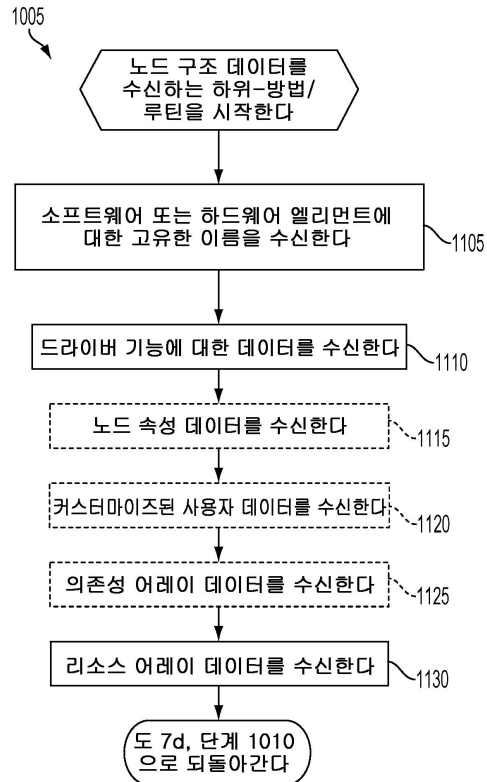 1005
노드 구조 데이터를
수신하는 하위-방법/
루틴을 시작한다
소프트웨어 또는 하드웨어 엘리먼트에
대한 고유한 이름을 수신한다
1105
드라이버 기능에 대한 데이터를 수신한다
1110
노드 속성 데이터를 수신한다
1115
커스터마이즈된 사용자 데이터를 수신한다
1120
의존성 어레이 데이터를 수신한다
1125
리소스 어레이 데이터를 수신한다
1130
도 7d, 단계 1010
으로 되돌아간다